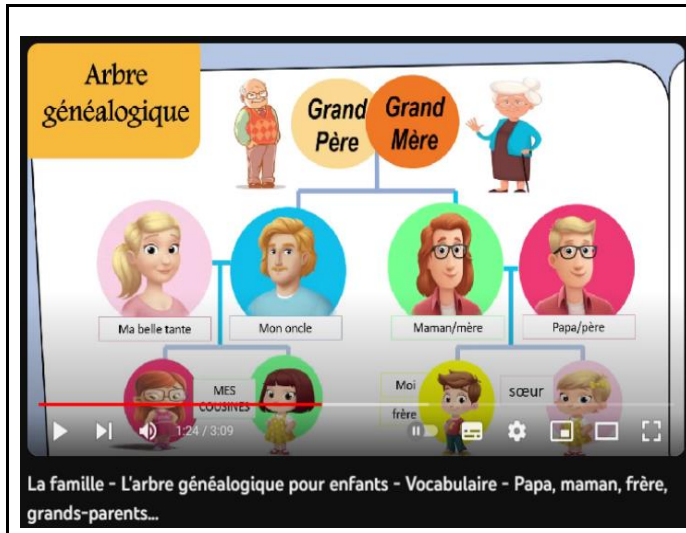 Arbre
généalogique
Grand
Père
Grand
Mère
Ma belle tante
Mon oncle
Maman/mère
Papa/père
MES
COUSINES
Moi
frère
sœur
1:24 / 3:09
La famille - L'arbre généalogique pour enfants - Vocabulaire - Papa, maman, frère,
grands-parents...